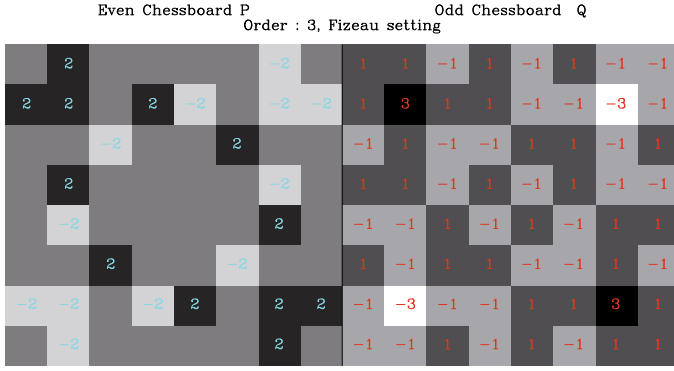 Even Chessboard P Odd Chessboard Q
Order : 3, Fizeau setting
2 −2 1 1 −1 1 −1 1 −1 −1
2 2 2 −2 −2 −2 1 3 1 1 −1 −1 −3 −1
−2 2 −1 1 −1 −1 1 1 −1 1
2 −2 1 1 −1 1 −1 1 −1 −1
−2 2 −1 −1 1 −1 1 −1 1 1
2 −2 1 −1 1 1 −1 −1 1 −1
−2 −2 −2 2 2 2 −1 −3 −1 −1 1 1 3 1
−2 2 −1 −1 1 −1 1 −1 1 1